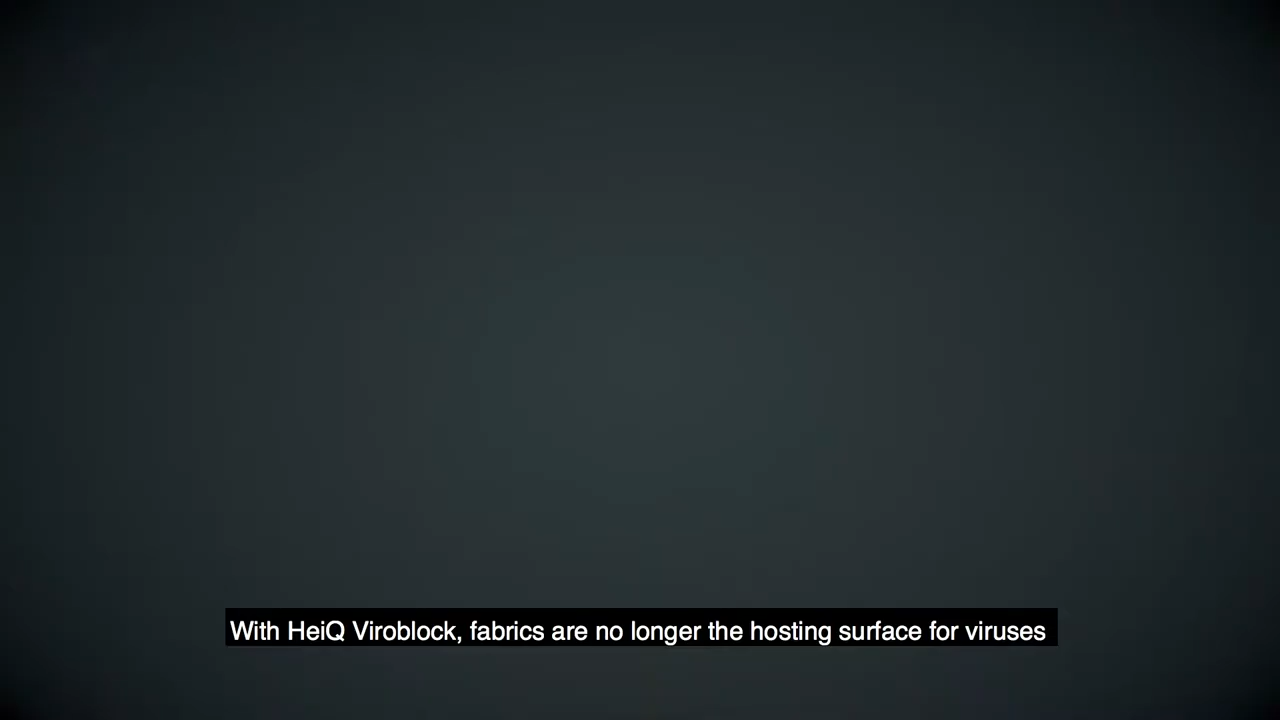 With HeiQ Viroblock, fabrics are no longer the hosting surface for viruses